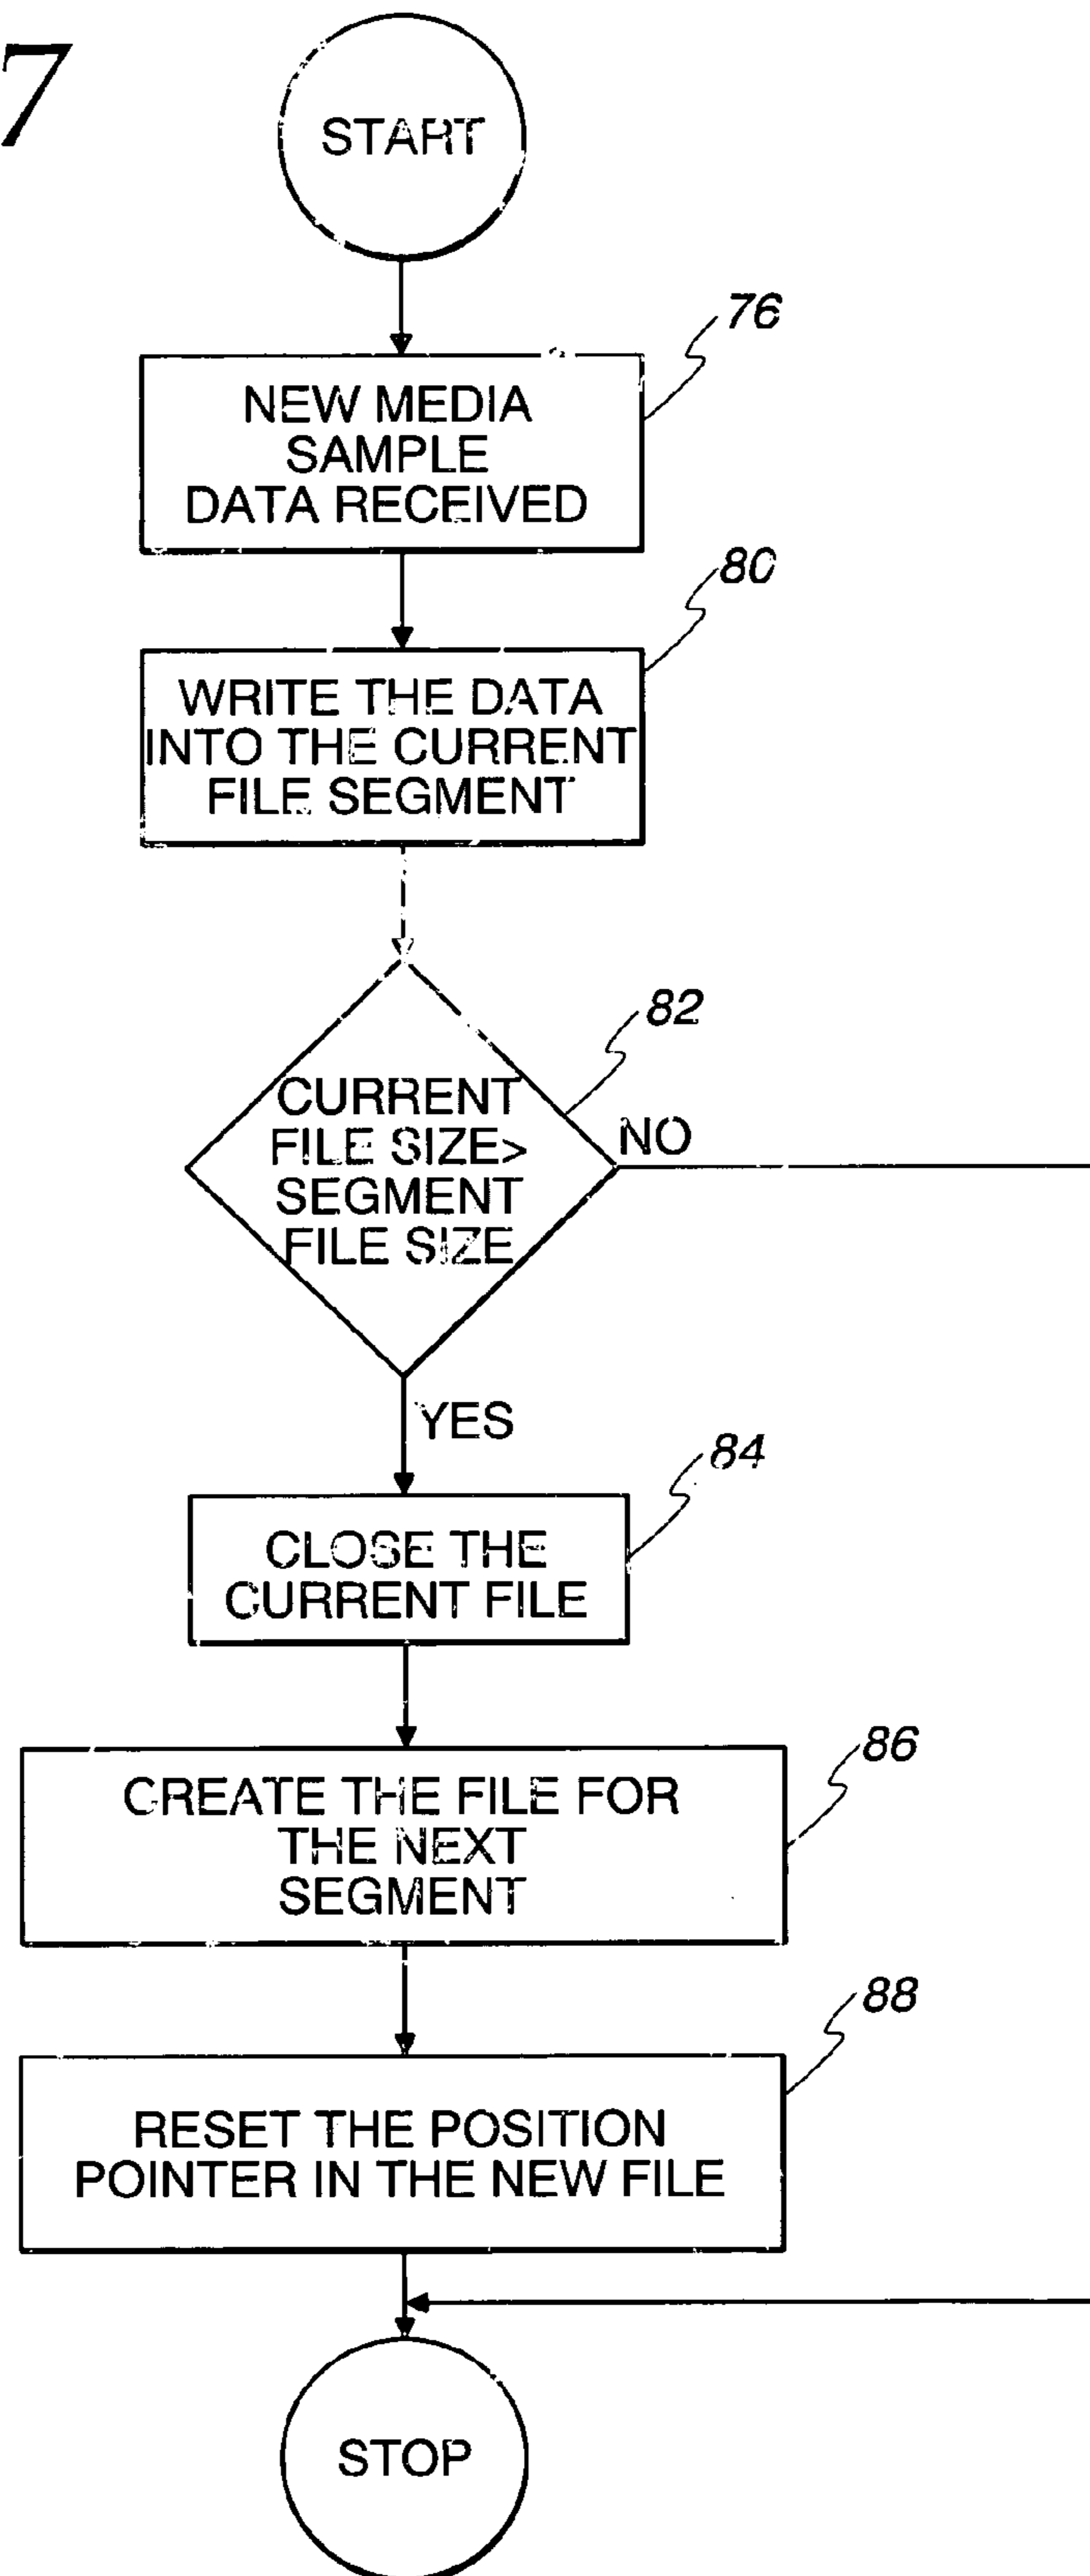 7
START
76
NEW MEDIA
SAMPLE
DATA RECEIVED
80
WRITE THE DATA
INTO THE CURRENT
FILE SEGMENT
82
CURRENT
FILE SIZE>
SEGMENT
FILE SIZE
NO
YES
84
CLOSE THE
CURRENT FILE
86
CREATE THE FILE FOR
THE NEXT
SEGMENT
88
RESET THE POSITION
POINTER IN THE NEW FILE
STOP